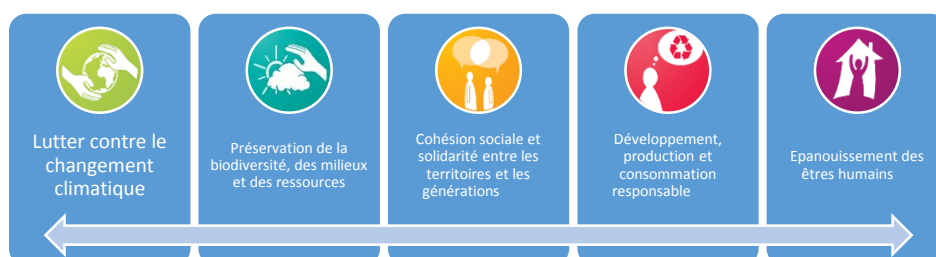 Lutter contre le
changement
climatique
Préservation de la
biodiversité, des milieux
et des ressources
Cohésion sociale et
solidarité entre les
territoires et les
générations
Développement,
production et
consommation
responsable
Epanouissement des
êtres humains